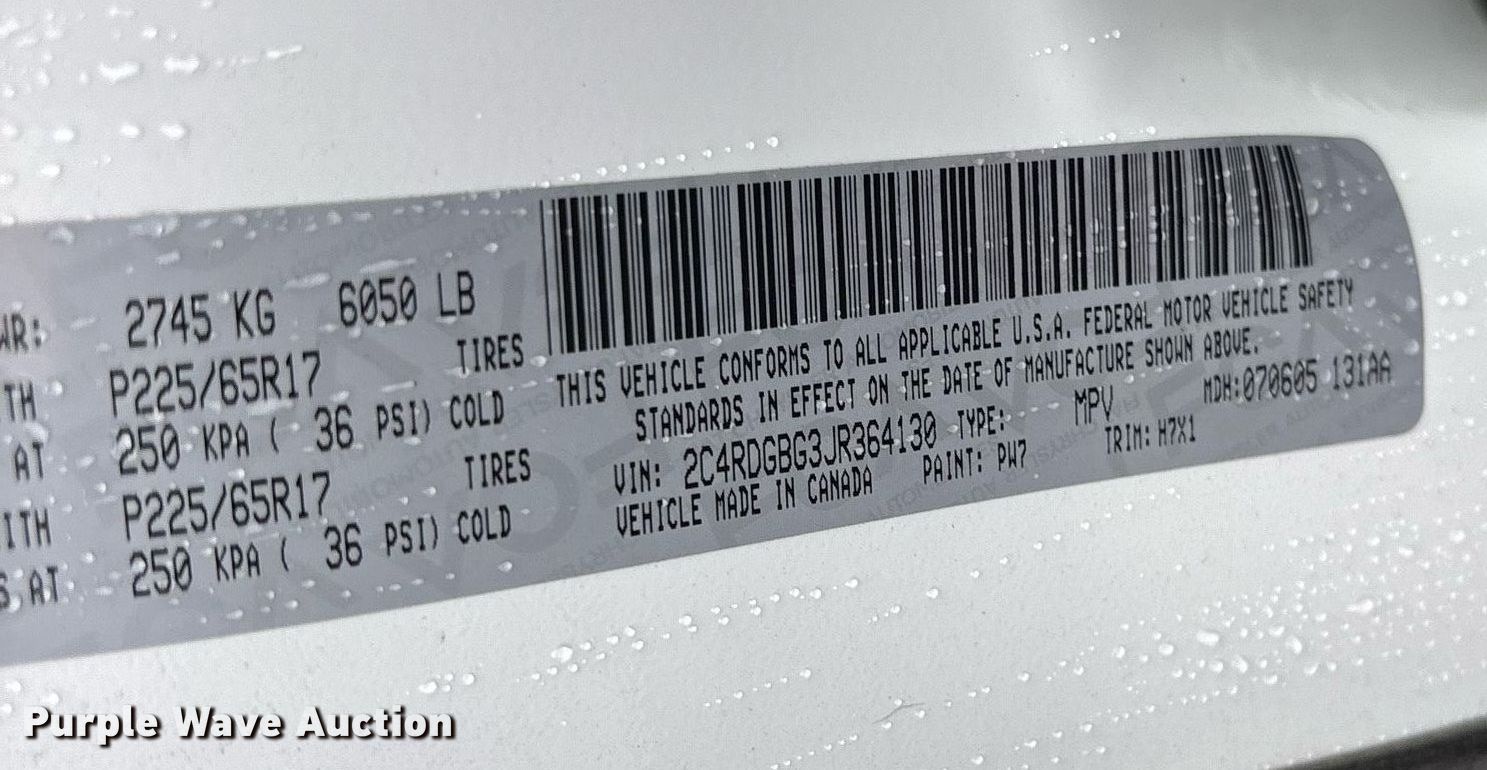 WR: 2745 KG 6050 LB
TH P225/65R17 TIRES
AT 250 KPA ( 36 PSI) COLD
ITH P225/65R17 TIRES
S AT 250 KPA ( 36 PSI) COLD
THIS VEHICLE CONFORMS TO ALL APPLICABLE U.S.A. FEDERAL MOTOR VEHICLE SAFETY
STANDARDS IN EFFECT ON THE DATE OF MANUFACTURE SHOWN ABOVE.
VIN: 2C4RDGBG3JR364130 TYPE: MPV MDH:070605 131AA
VEHICLE MADE IN CANADA PAINT: PW7 TRIM: H7X1
Purple Wave Auction